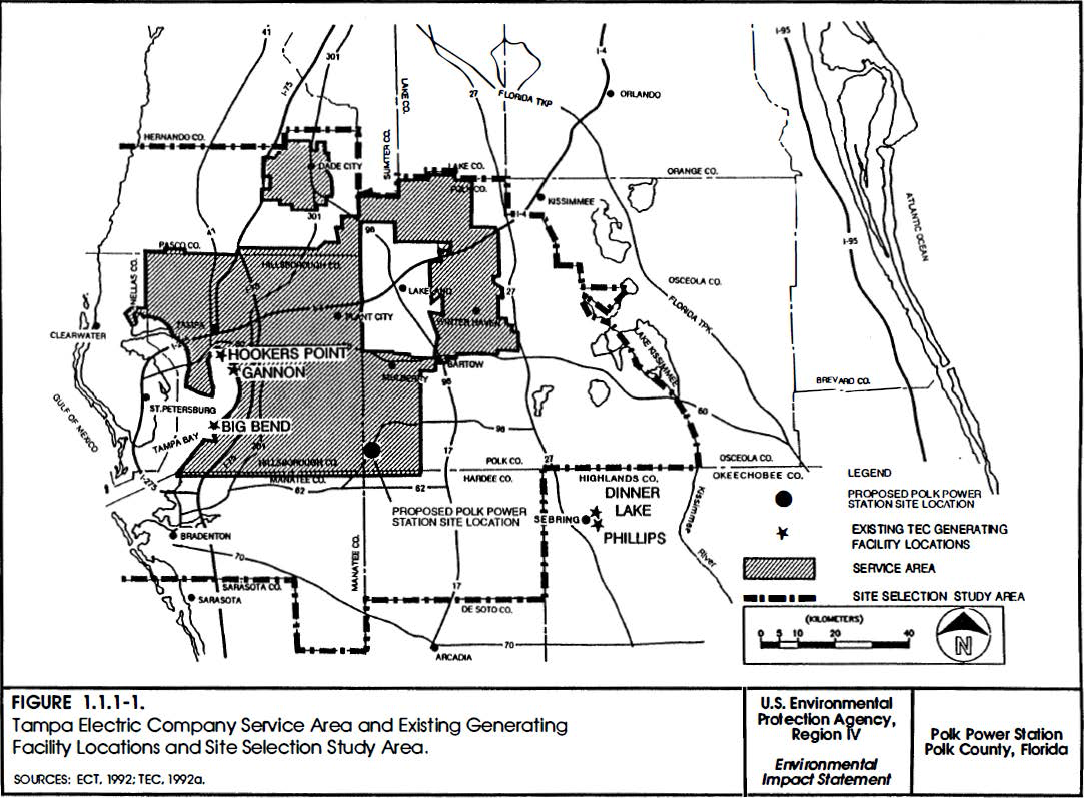 41
301
I-75
LAKE CO.
SUMTER CO.
27
FLORIDA TKP
I-4
ORLANDO
I-95
HERNANDO CO.
DADE CITY
LAKE CO.
POLK CO.
ORANGE CO.
KISSIMMEE
I-4
ATLANTIC OCEAN
301
41
98
I-95
PASCO CO.
HILLSBOROUGH CO.
OSCEOLA CO.
LAKELAND
27
I-75
I-4
PLANT CITY
WINTER HAVEN
FLORIDA TPK
CLEARWATER
TAMPA
LAKE KISSIMMEE
HOOKERS POINT
GANNON
MULBERRY
BARTOW
98
BREVARD CO.
GULF OF MEXICO
ST. PETERSBURG
60
BIG BEND
98
TAMPA BAY
301
I-75
17
HILLSBOROUGH CO.
MANATEE CO.
POLK CO.
HARDEE CO.
27
HIGHLANDS CO.
OSCEOLA CO.
OKEECHOBEE CO.
I-275
62
62
DINNER
LAKE
SEBRING
PHILLIPS
Kissimmee
River
PROPOSED POLK POWER
STATION SITE LOCATION
BRADENTON
70
MANATEE CO.
SARASOTA CO.
SARASOTA
17
DE SOTO CO.
ARCADIA
70
LEGEND
PROPOSED POLK POWER
STATION SITE LOCATION
EXISTING TEC GENERATING
FACILITY LOCATIONS
SERVICE AREA
SITE SELECTION STUDY AREA
(KILOMETERS)
0 5 10 20 40
N
FIGURE 1.1.1-1.
Tampa Electric Company Service Area and Existing Generating
Facility Locations and Site Selection Study Area.
SOURCES: ECT, 1992; TEC, 1992a.
U.S. Environmental
Protection Agency,
Region IV
Environmental
Impact Statement
Polk Power Station
Polk County, Florida